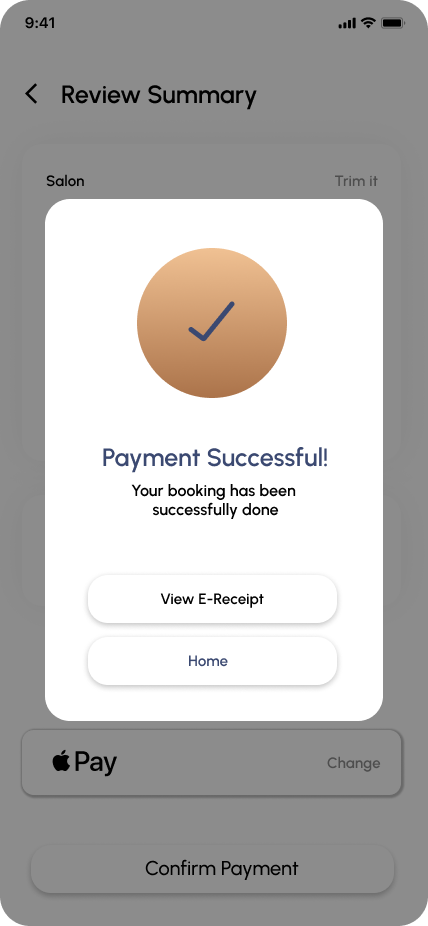 9:41
Review Summary
Salon Trim it
Payment Successful!
Your booking has been
successfully done
View E-Receipt
Home
Pay Change
Confirm Payment